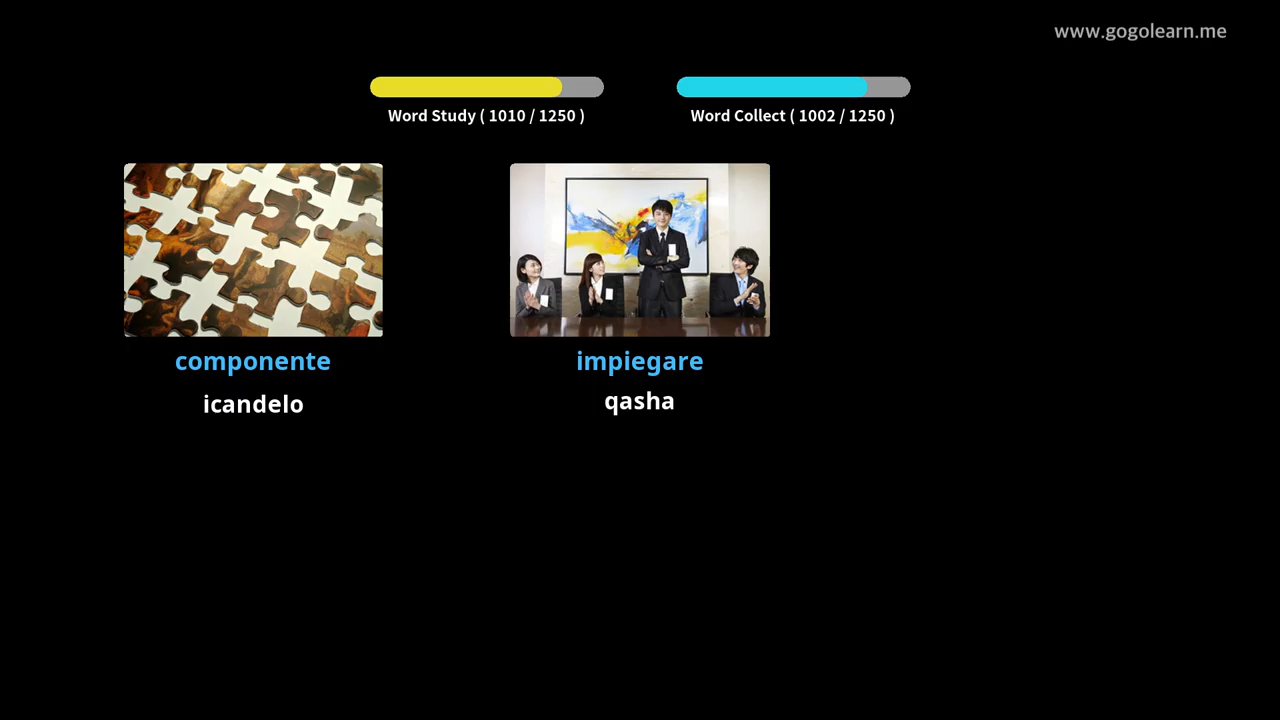 www.gogolearn.me
Word Study ( 1010 / 1250 )
Word Collect ( 1002 / 1250 )
componente
icandelo
impiegare
qasha